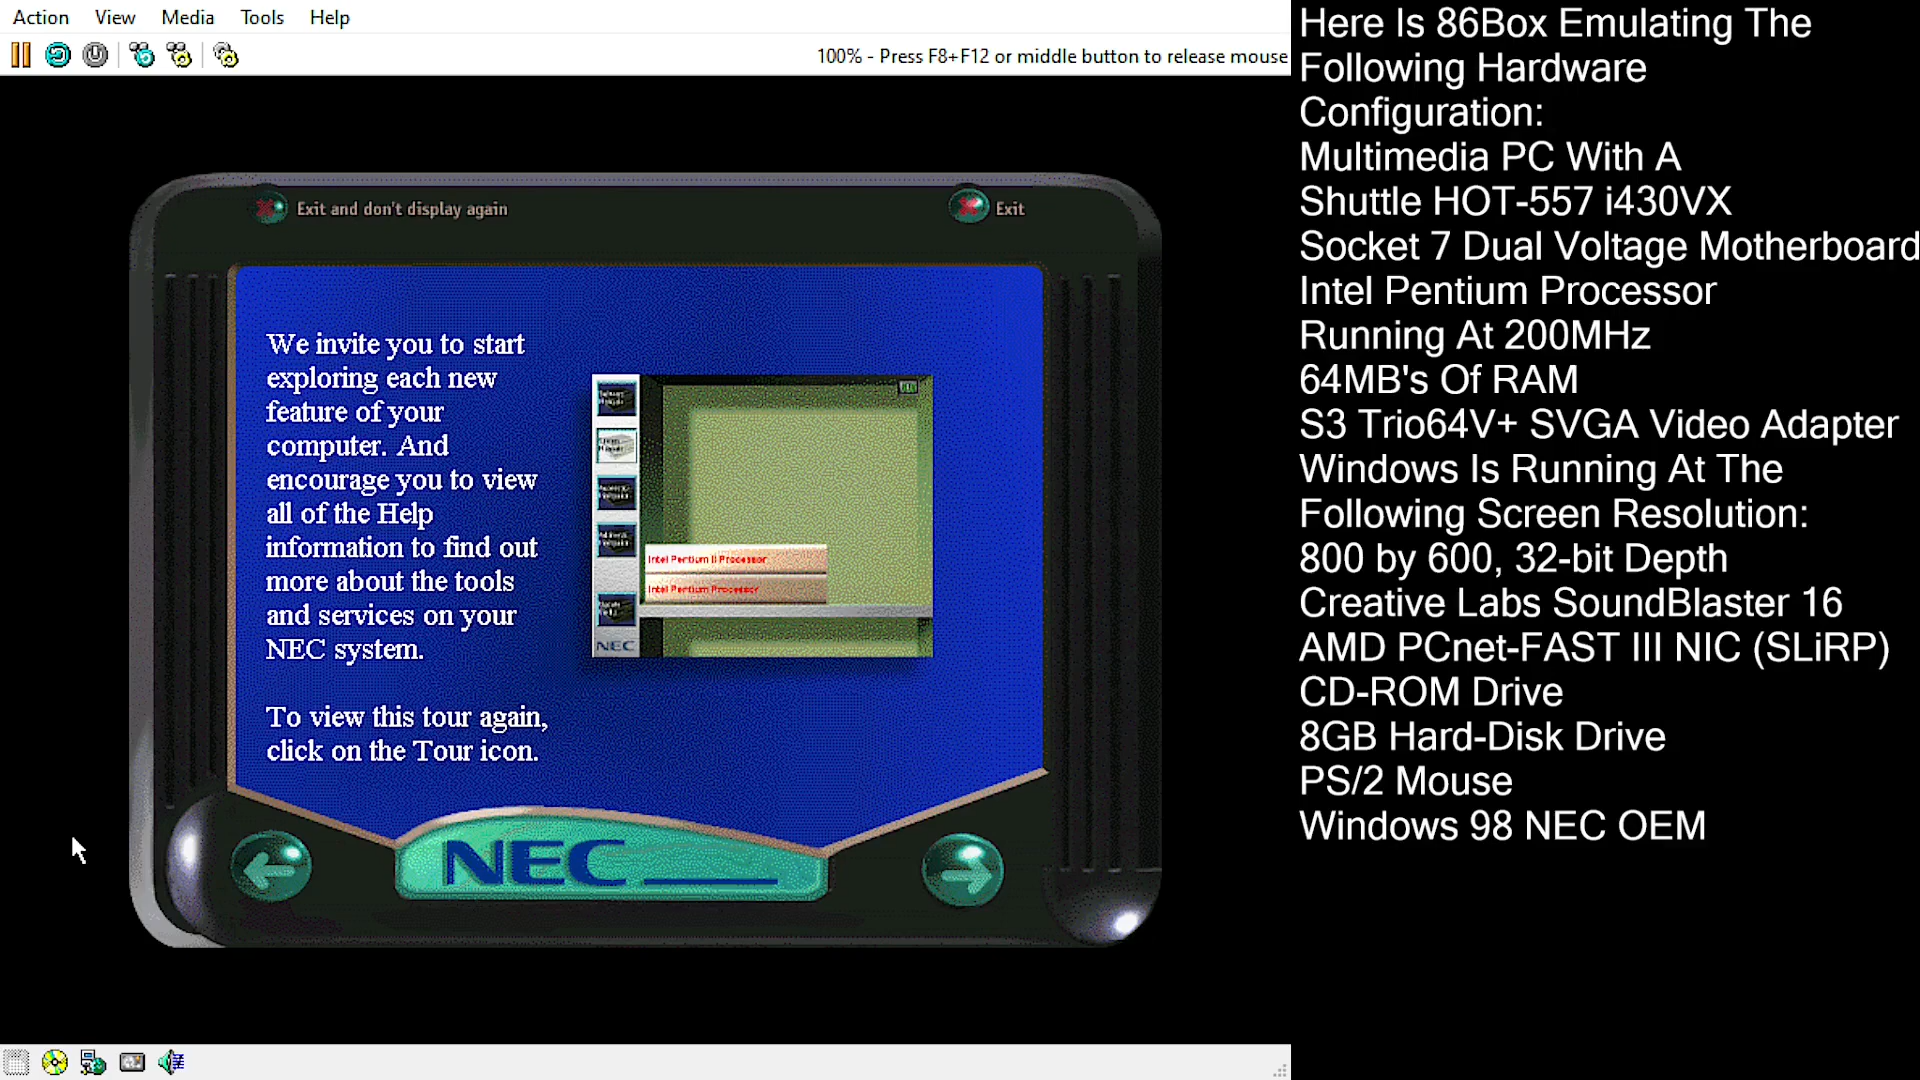 Action View Media Tools Help
100% - Press F8+F12 or middle button to release mouse
Exit and don't display again
Exit
We invite you to start
exploring each new
feature of your
computer. And
encourage you to view
all of the Help
information to find out
more about the tools
and services on your
NEC system.
To view this tour again,
click on the Tour icon.
Intel Pentium II Processor
Intel Pentium Processor
NEC
NEC
Here Is 86Box Emulating The
Following Hardware
Configuration:
Multimedia PC With A
Shuttle HOT-557 i430VX
Socket 7 Dual Voltage Motherboard
Intel Pentium Processor
Running At 200MHz
64MB's Of RAM
S3 Trio64V+ SVGA Video Adapter
Windows Is Running At The
Following Screen Resolution:
800 by 600, 32-bit Depth
Creative Labs SoundBlaster 16
AMD PCnet-FAST III NIC (SLiRP)
CD-ROM Drive
8GB Hard-Disk Drive
PS/2 Mouse
Windows 98 NEC OEM